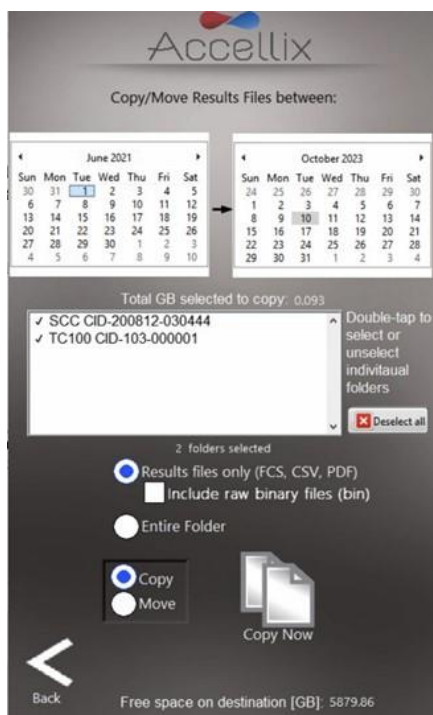 Accellix
Copy/Move Results Files between:
June 2021
Sun Mon Tue Wed Thu Fri Sat
30 31 1 2 3 4 5
6 7 8 9 10 11 12
13 14 15 16 17 18 19
20 21 22 23 24 25 26
27 28 29 30 1 2 3
4 5 6 7 8 9 10
October 2023
Sun Mon Tue Wed Thu Fri Sat
24 25 26 27 28 29 30
1 2 3 4 5 6 7
8 9 10 11 12 13 14
15 16 17 18 19 20 21
22 23 24 25 26 27 28
29 30 31 1 2 3 4
Total GB selected to copy: 0.093
✓ SCC CID-200812-030444
✓ TC100 CID-103-000001
Double-tap to
select or
unselect
indivitaual
folders
Deselect all
2 folders selected
Results files only (FCS, CSV, PDF)
Include raw binary files (bin)
Entire Folder
Copy
Move
Copy Now
Back
Free space on destination [GB]: 5879.86